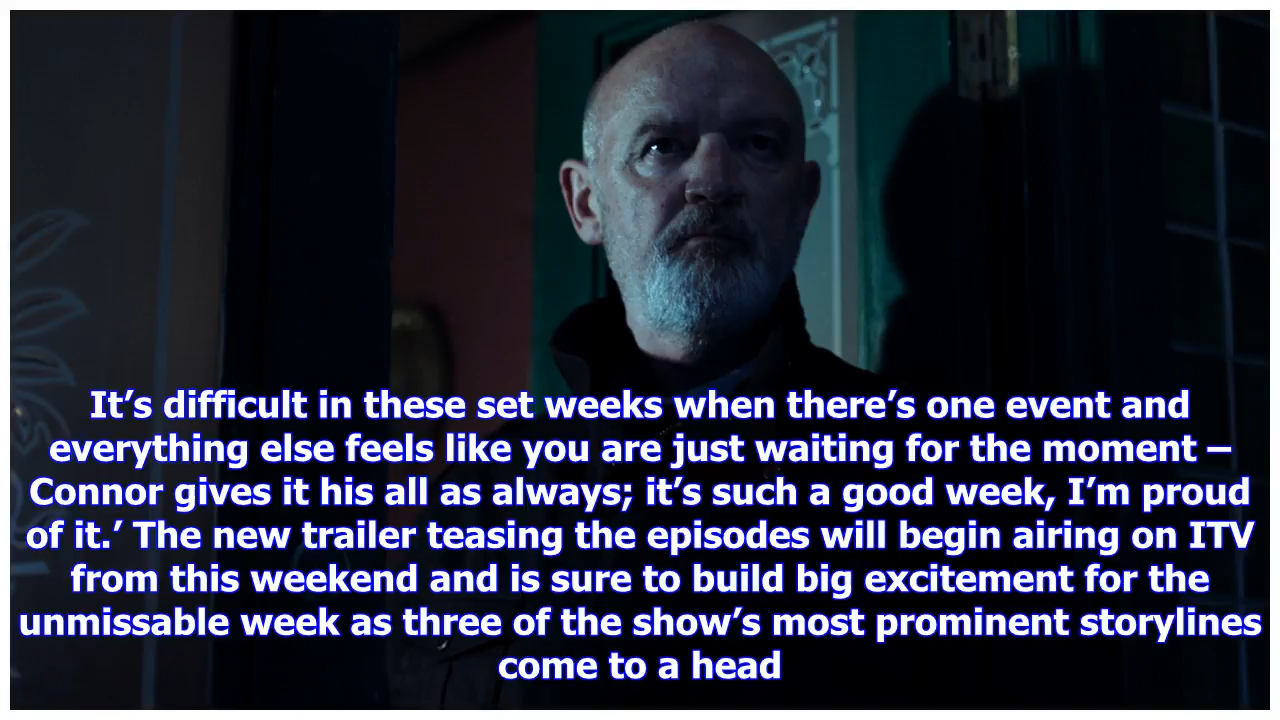 It’s difficult in these set weeks when there’s one event and
everything else feels like you are just waiting for the moment –
Connor gives it his all as always; it’s such a good week, I’m proud
of it.’ The new trailer teasing the episodes will begin airing on ITV
from this weekend and is sure to build big excitement for the
unmissable week as three of the show’s most prominent storylines
come to a head